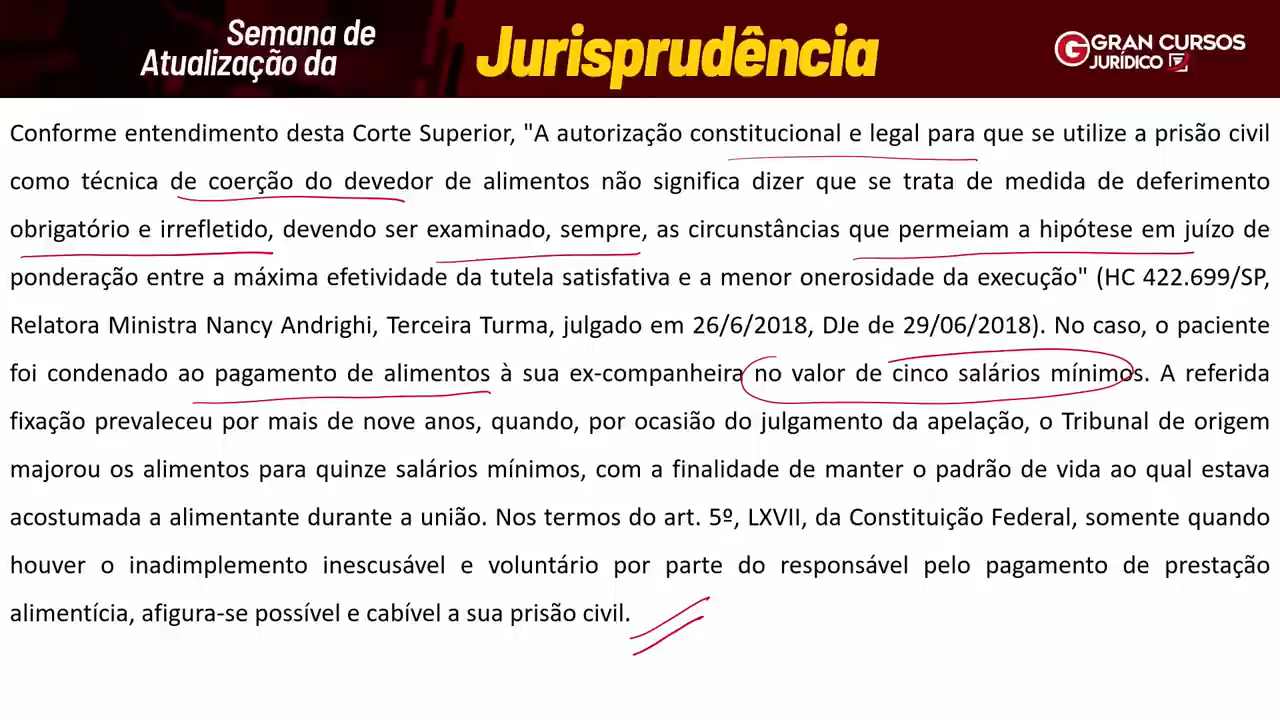 Semana de
Atualização da
Jurisprudência
GRAN CURSOS
JURÍDICO
Conforme entendimento desta Corte Superior, "A autorização constitucional e legal para que se utilize a prisão civil
como técnica de coerção do devedor de alimentos não significa dizer que se trata de medida de deferimento
obrigatório e irrefletido, devendo ser examinado, sempre, as circunstâncias que permeiam a hipótese em juízo de
ponderação entre a máxima efetividade da tutela satisfativa e a menor onerosidade da execução" (HC 422.699/SP,
Relatora Ministra Nancy Andrighi, Terceira Turma, julgado em 26/6/2018, DJe de 29/06/2018). No caso, o paciente
foi condenado ao pagamento de alimentos à sua ex-companheira no valor de cinco salários mínimos. A referida
fixação prevaleceu por mais de nove anos, quando, por ocasião do julgamento da apelação, o Tribunal de origem
majorou os alimentos para quinze salários mínimos, com a finalidade de manter o padrão de vida ao qual estava
acostumada a alimentante durante a união. Nos termos do art. 5º, LXVII, da Constituição Federal, somente quando
houver o inadimplemento inescusável e voluntário por parte do responsável pelo pagamento de prestação
alimentícia, afigura-se possível e cabível a sua prisão civil.